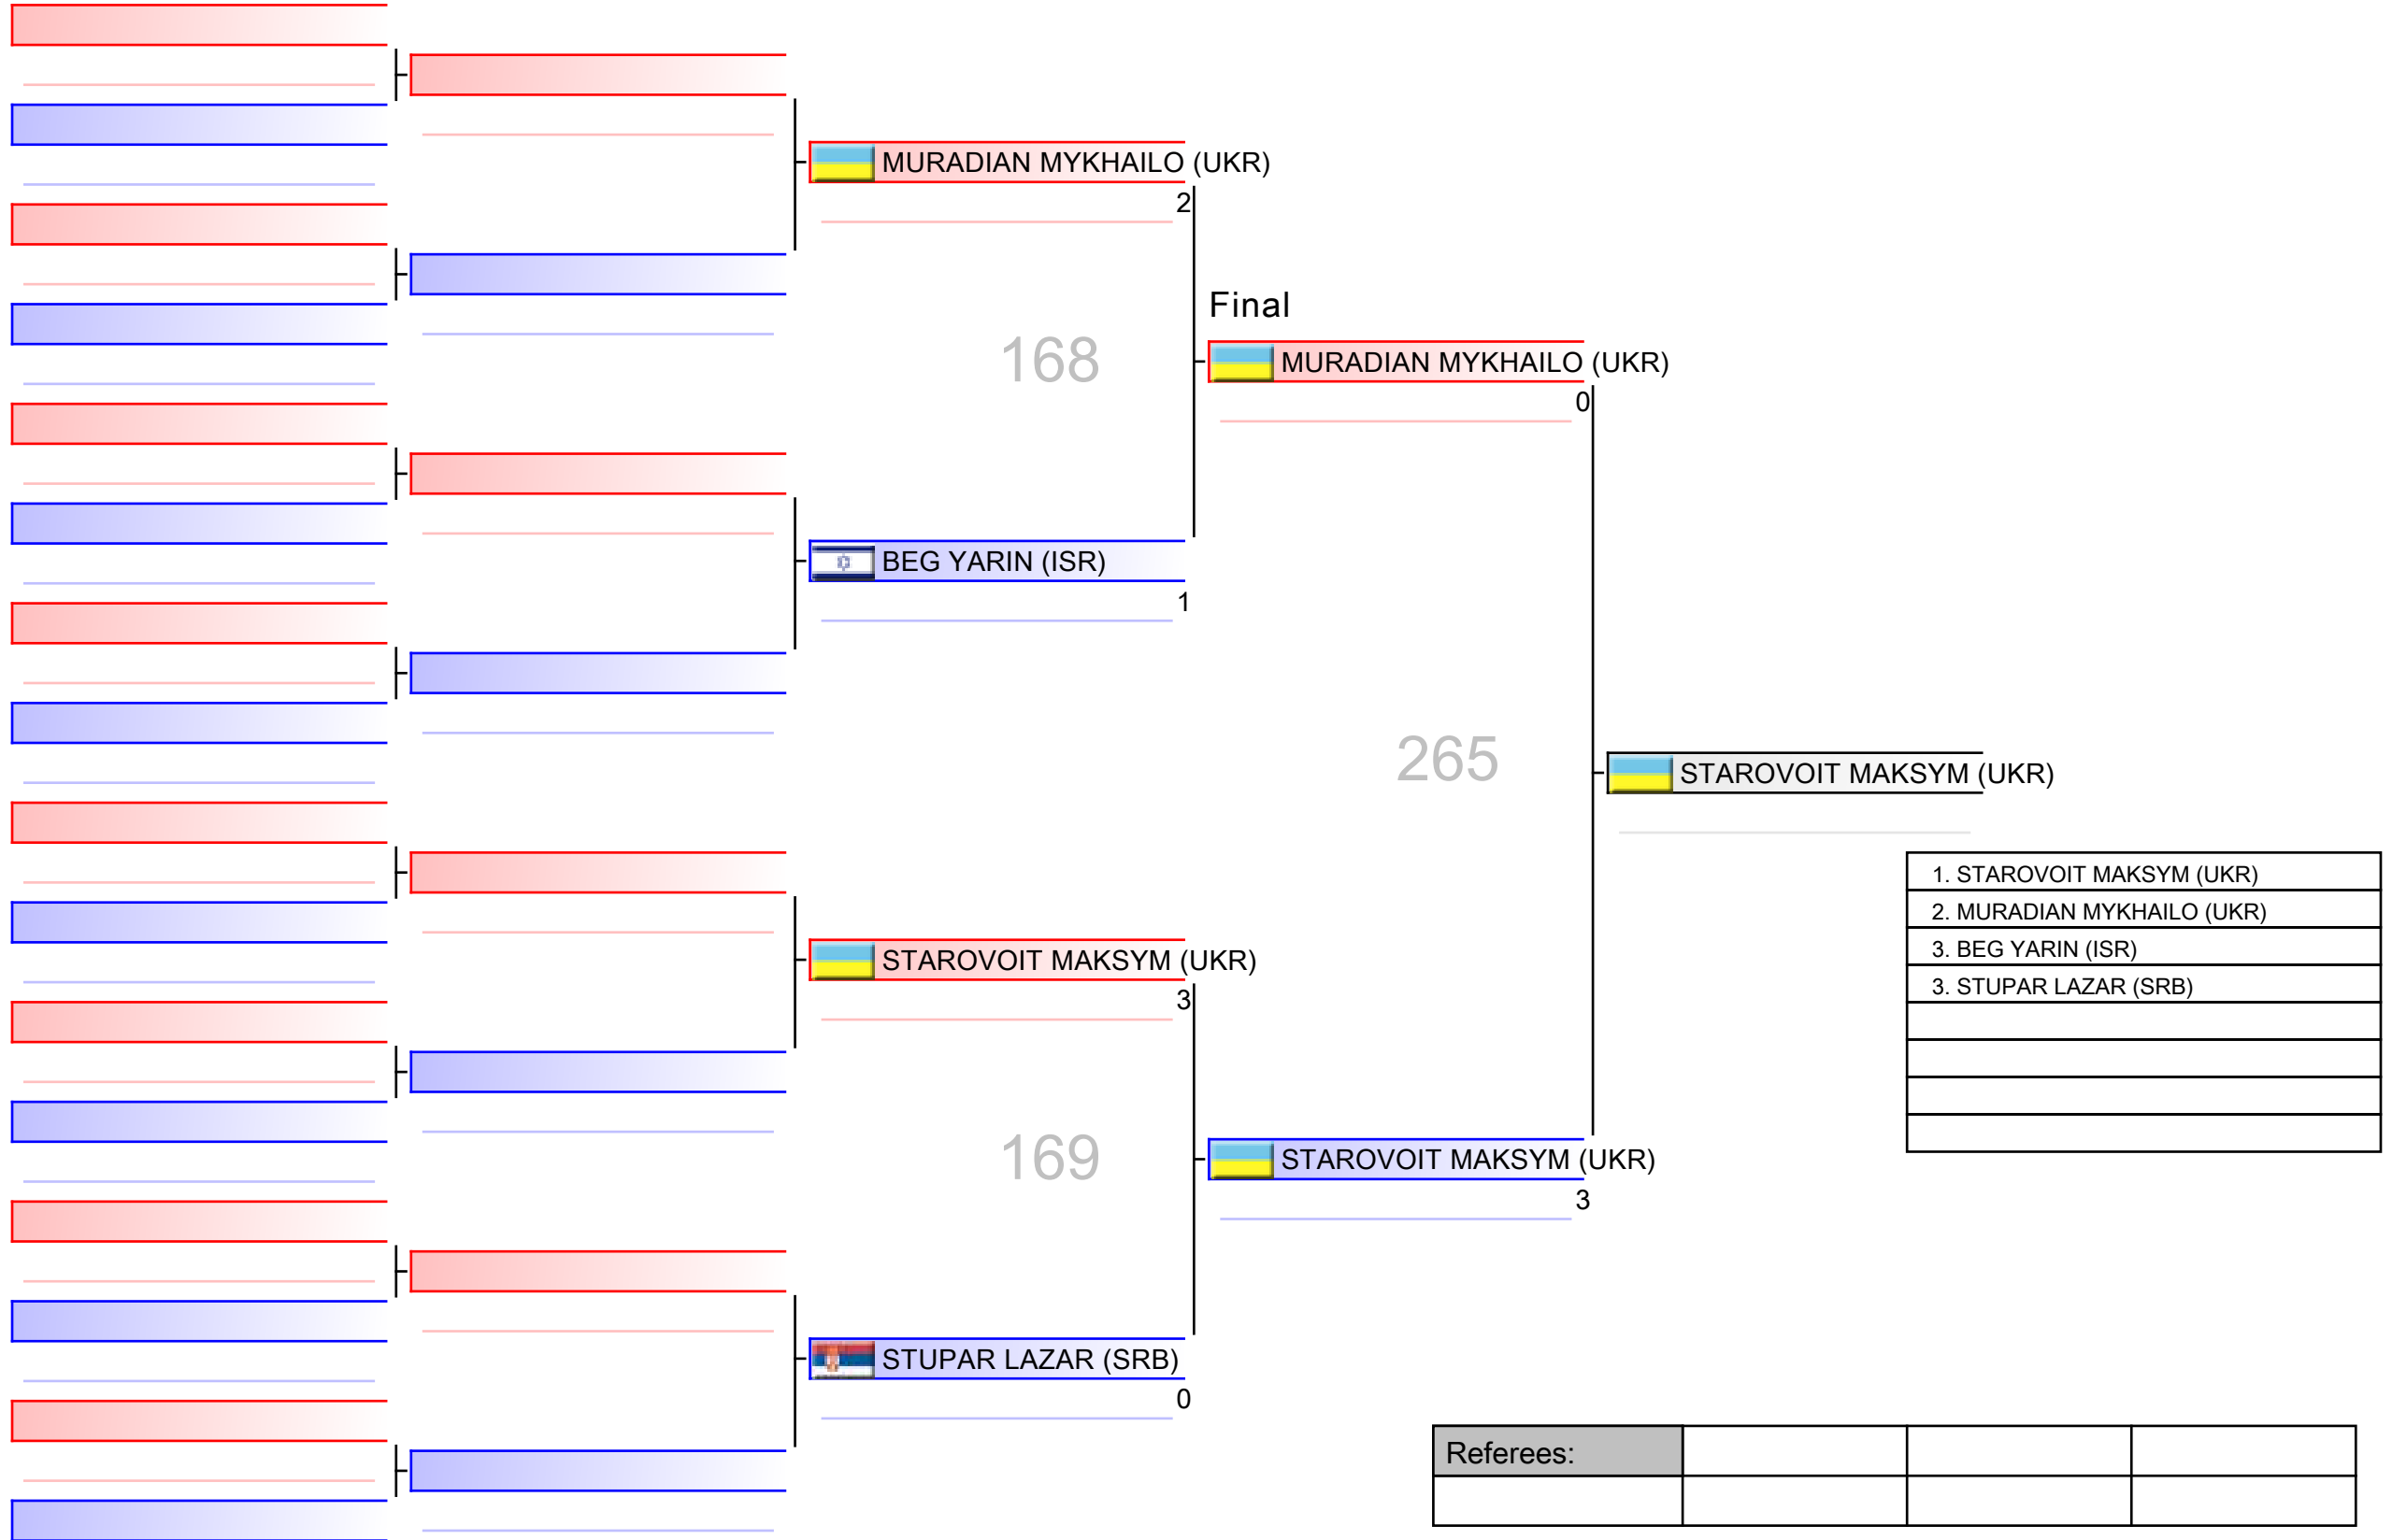 MURADIAN MYKHAILO (UKR)
2
168
BEG YARIN (ISR)
1
STAROVOIT MAKSYM (UKR)
3
169
STUPAR LAZAR (SRB)
0
Final
MURADIAN MYKHAILO (UKR)
0
265
STAROVOIT MAKSYM (UKR)
3
STAROVOIT MAKSYM (UKR)
1. STAROVOIT MAKSYM (UKR)
2. MURADIAN MYKHAILO (UKR)
3. BEG YARIN (ISR)
3. STUPAR LAZAR (SRB)
Referees: